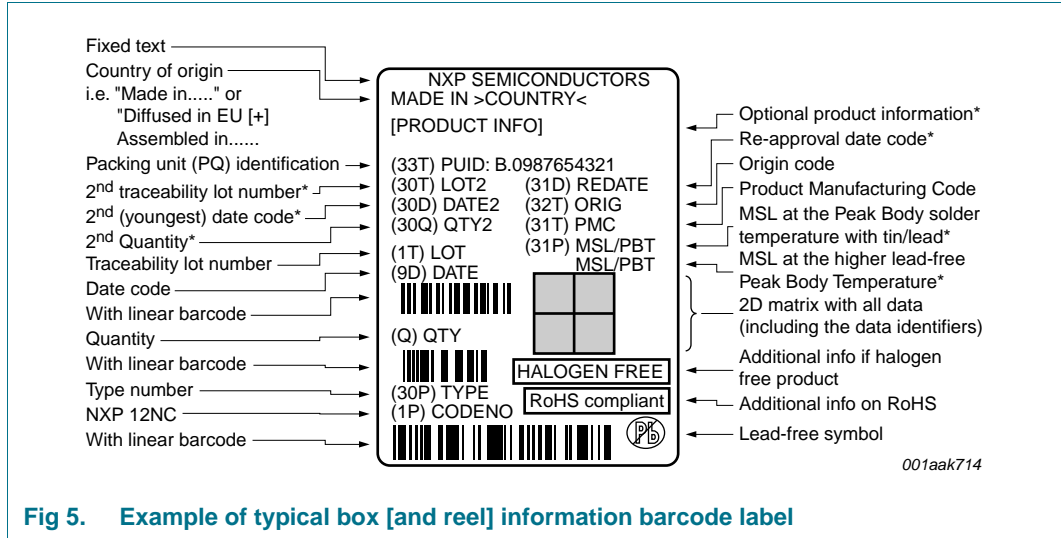 Fixed text
Country of origin
i.e. "Made in....." or
"Diffused in EU [+]
Assembled in......
Packing unit (PQ) identification
2nd traceability lot number*
2nd (youngest) date code*
2nd Quantity*
Traceability lot number
Date code
With linear barcode
Quantity
With linear barcode
Type number
NXP 12NC
With linear barcode
NXP SEMICONDUCTORS
MADE IN >COUNTRY<
[PRODUCT INFO]
(33T) PUID: B.0987654321
(30T) LOT2 (31D) REDATE
(30D) DATE2 (32T) ORIG
(30Q) QTY2 (31T) PMC
(31P) MSL/PBT
(1T) LOT MSL/PBT
(9D) DATE
(Q) QTY
HALOGEN FREE
(30P) TYPE
RoHS compliant
(1P) CODENO
Pb
Optional product information*
Re-approval date code*
Origin code
Product Manufacturing Code
MSL at the Peak Body solder
temperature with tin/lead*
MSL at the higher lead-free
Peak Body Temperature*
2D matrix with all data
(including the data identifiers)
Additional info if halogen
free product
Additional info on RoHS
Lead-free symbol
001aak714
Fig 5. Example of typical box [and reel] information barcode label